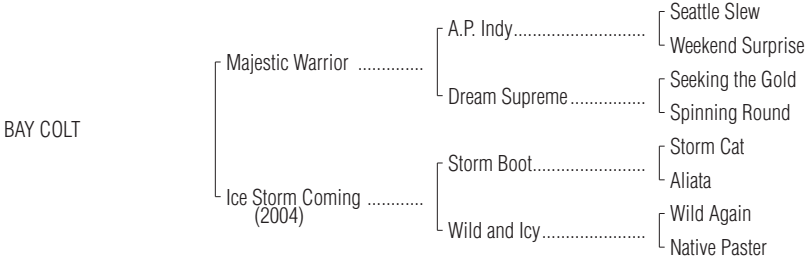 Seattle Slew
A.P. Indy............................
Weekend Surprise
Majestic Warrior ..............
Seeking the Gold
Dream Supreme................
Spinning Round
BAY COLT
Storm Cat
Storm Boot........................
Aliata
Ice Storm Coming ............
(2004)
Wild Again
Wild and Icy......................
Native Paster